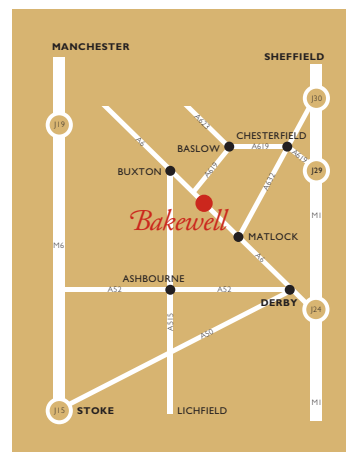 MANCHESTER
SHEFFIELD
J30
A623
J19
CHESTERFIELD
A6
BASLOW
A619
A619
J29
BUXTON
A619
A632
Bakewell
M1
MATLOCK
M6
A6
ASHBOURNE
A52
A52
DERBY
J24
A515
A50
M1
J15
STOKE
LICHFIELD